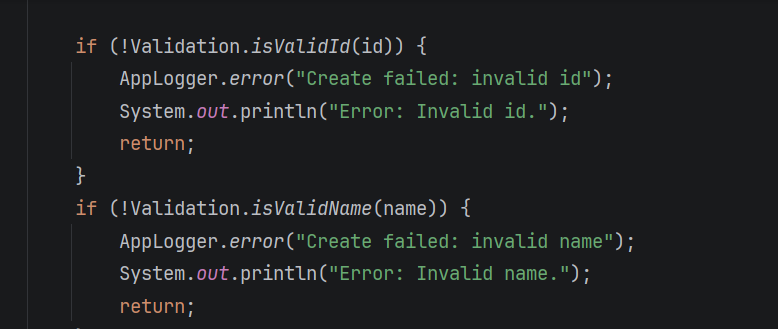 if (!Validation.isValidId(id)) {
AppLogger.error("Create failed: invalid id");
System.out.println("Error: Invalid id.");
return;
}
if (!Validation.isValidName(name)) {
AppLogger.error("Create failed: invalid name");
System.out.println("Error: Invalid name.");
return;